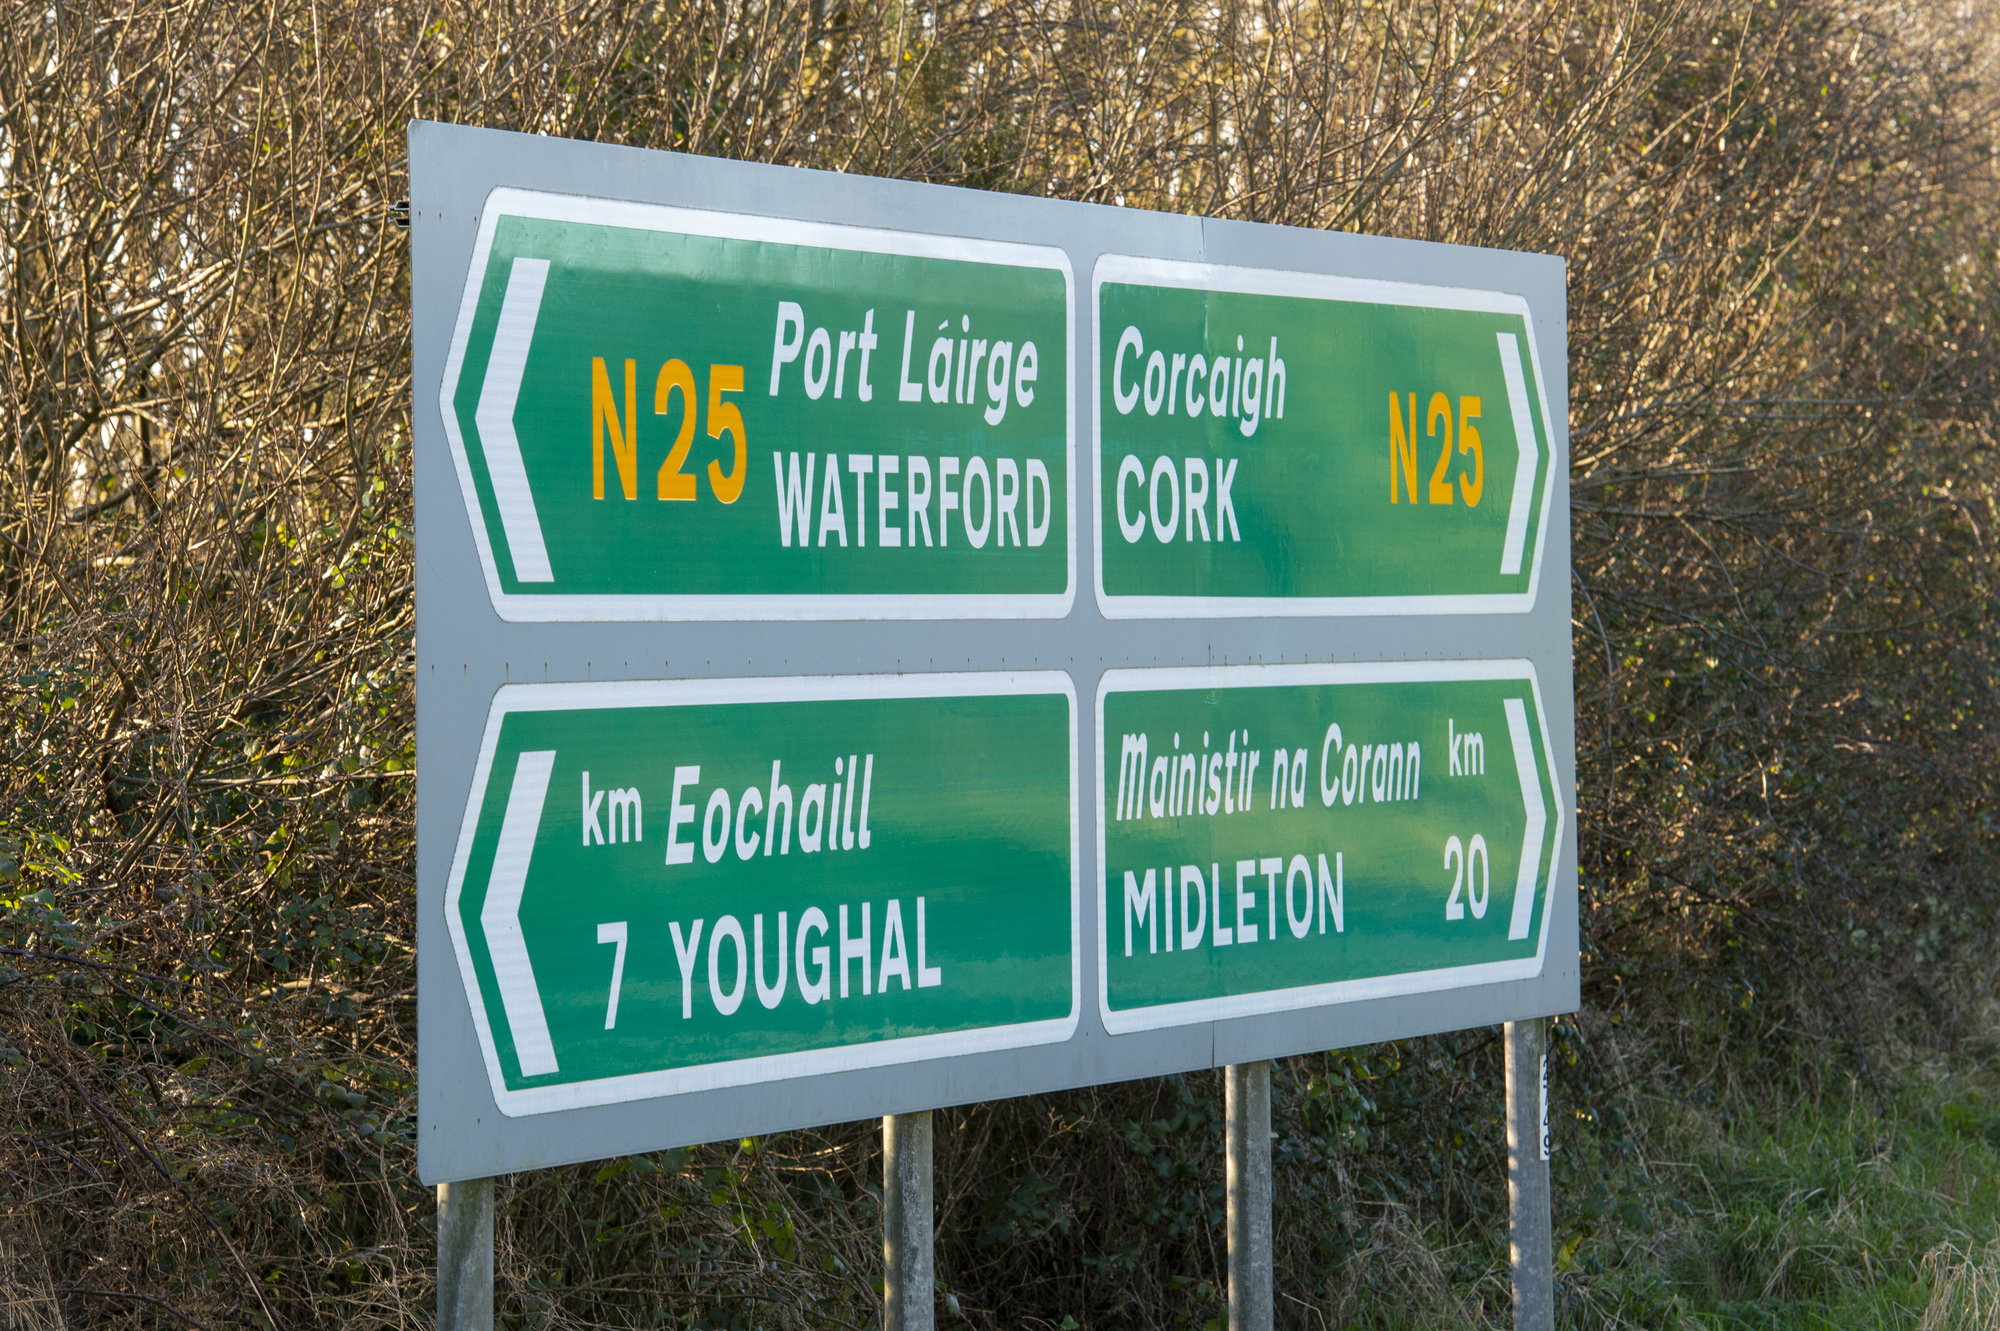 Port Láirge
N25
WATERFORD
Corcaigh
N25
CORK
km Eochaill
7 YOUGHAL
Mainistir na Corann km
MIDLETON 20